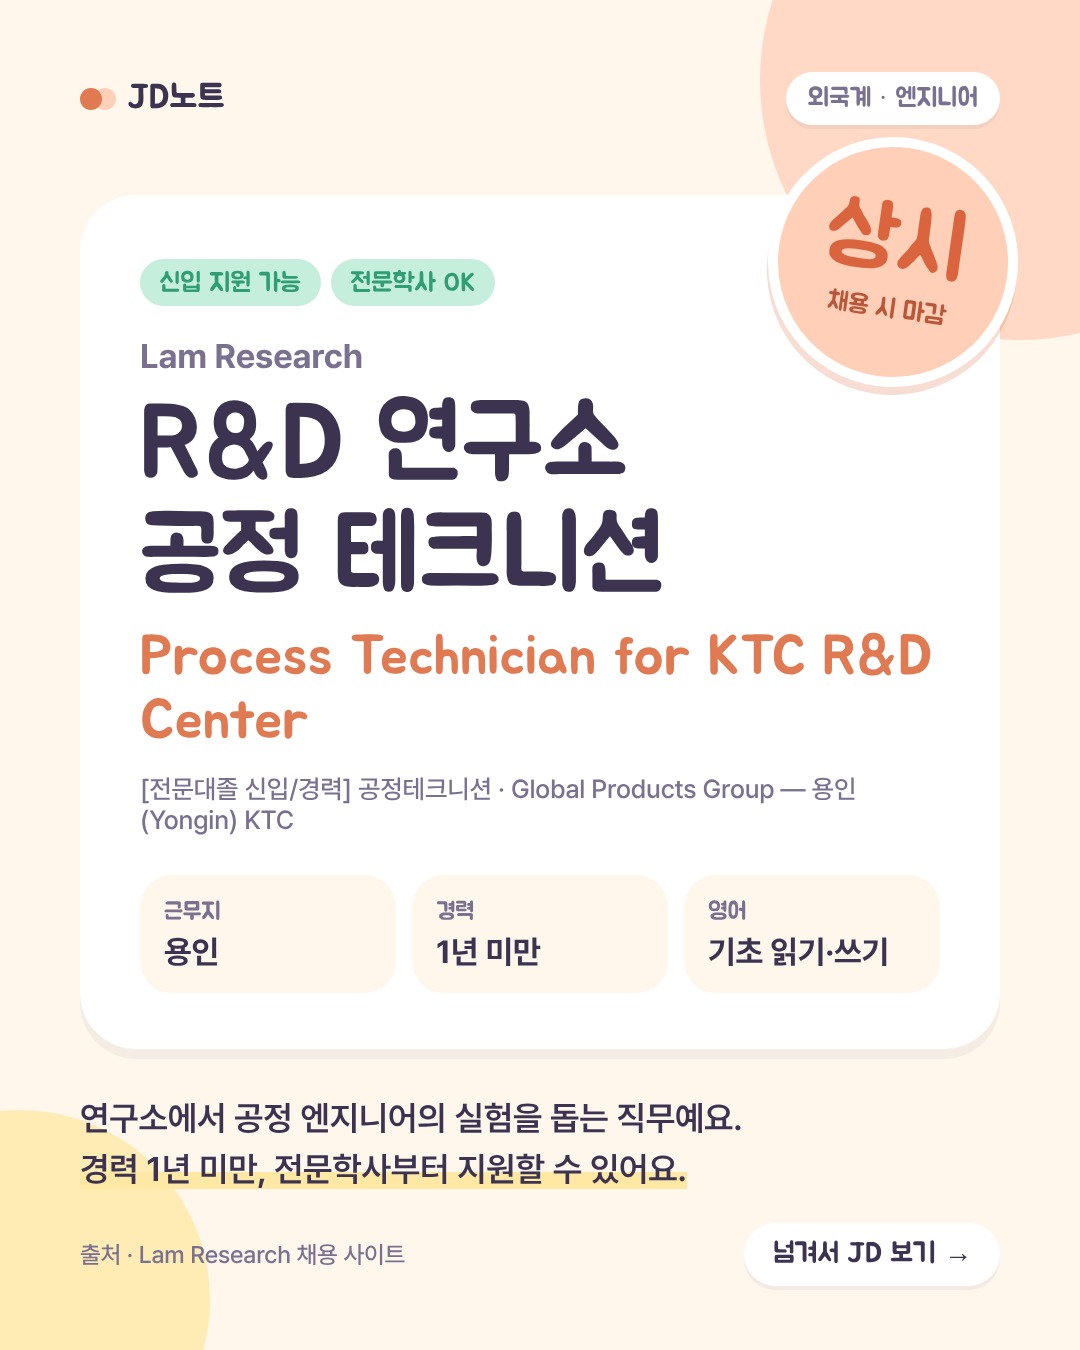 JD노트
외국계 · 엔지니어
상시
채용 시 마감
신입 지원 가능
전문학사 OK
Lam Research
R&D 연구소
공정 테크니션
Process Technician for KTC R&D
Center
[전문대졸 신입/경력] 공정테크니션 · Global Products Group — 용인
(Yongin) KTC
근무지
용인
경력
1년 미만
영어
기초 읽기·쓰기
연구소에서 공정 엔지니어의 실험을 돕는 직무예요.
경력 1년 미만, 전문학사부터 지원할 수 있어요.
출처 · Lam Research 채용 사이트
넘겨서 JD 보기 →